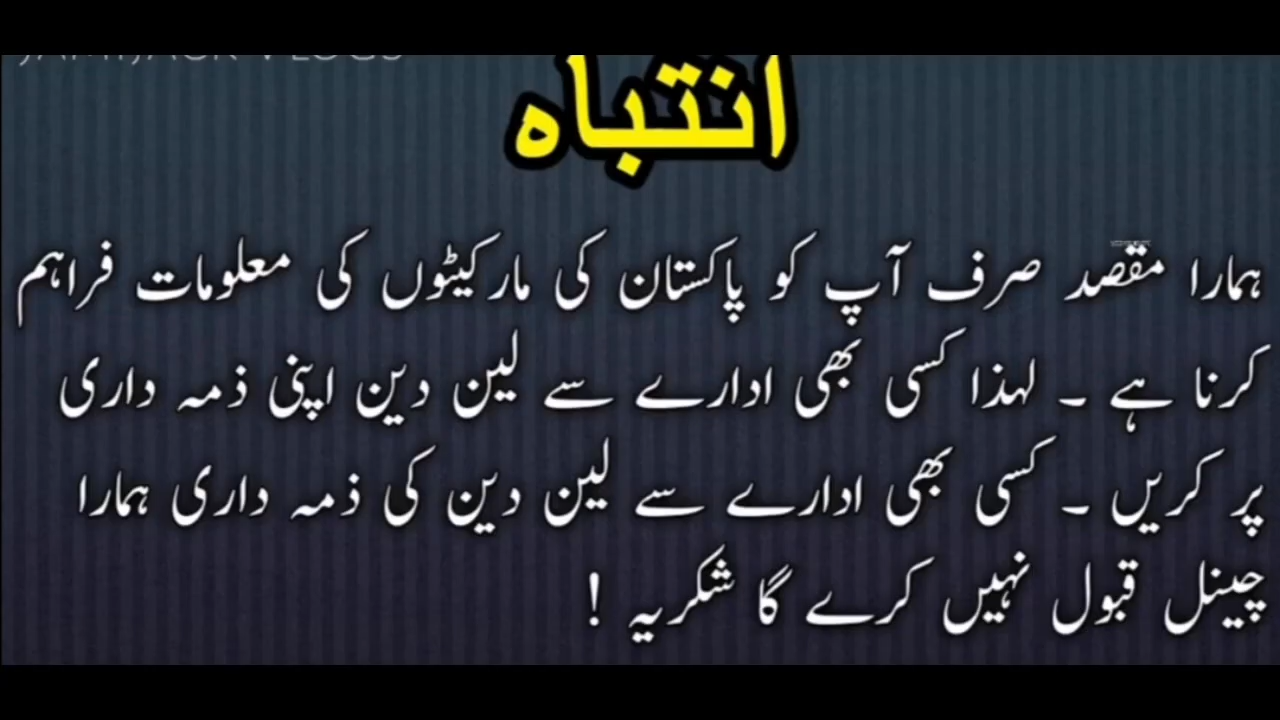 انتباہ
ہمارا مقصد صرف آپ کو پاکستان کی مارکیٹوں کی معلومات فراہم
کرنا ہے ۔ لہذا کسی بھی ادارے سے لین دین اپنی ذمہ داری
پر کریں ۔ کسی بھی ادارے سے لین دین کی ذمہ داری ہمارا
چینل قبول نہیں کرے گا شکریہ !